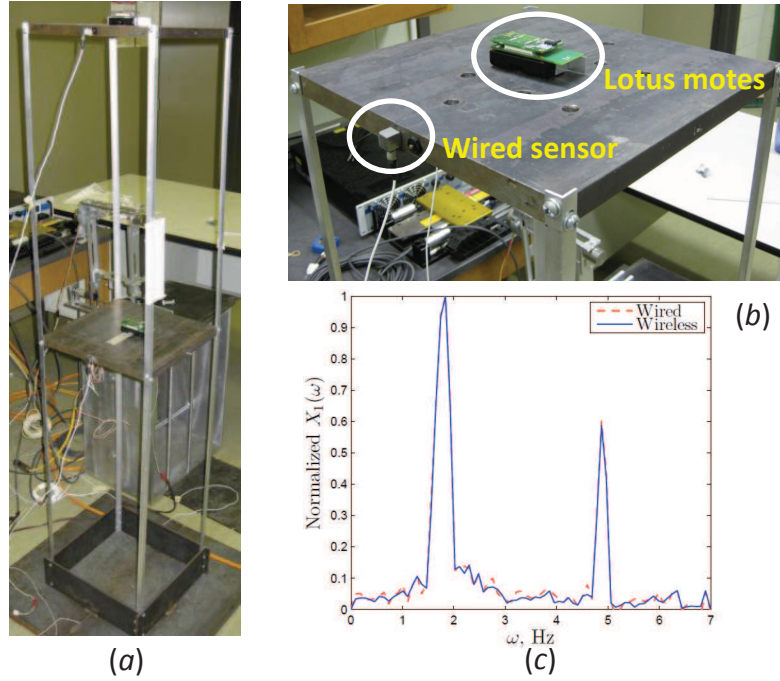 Lotus motes
Wired sensor
(b)
Wired
Wireless
1
0.9
0.8
0.7
0.6
0.5
0.4
0.3
0.2
0.1
0
Normalized X₁(ω)
0 1 2 3 4 5 6 7
ω, Hz
(a)
(c)